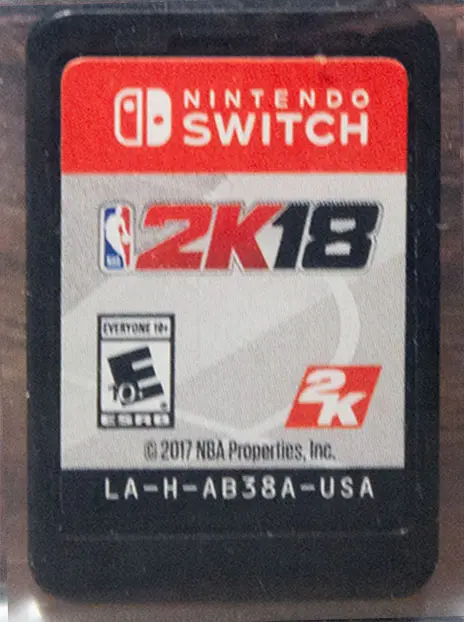 NINTENDO
SWITCH
NBA 2K18
EVERYONE 10+
E
10+
ESRB
2K
© 2017 NBA Properties, Inc.
LA-H-AB38A-USA